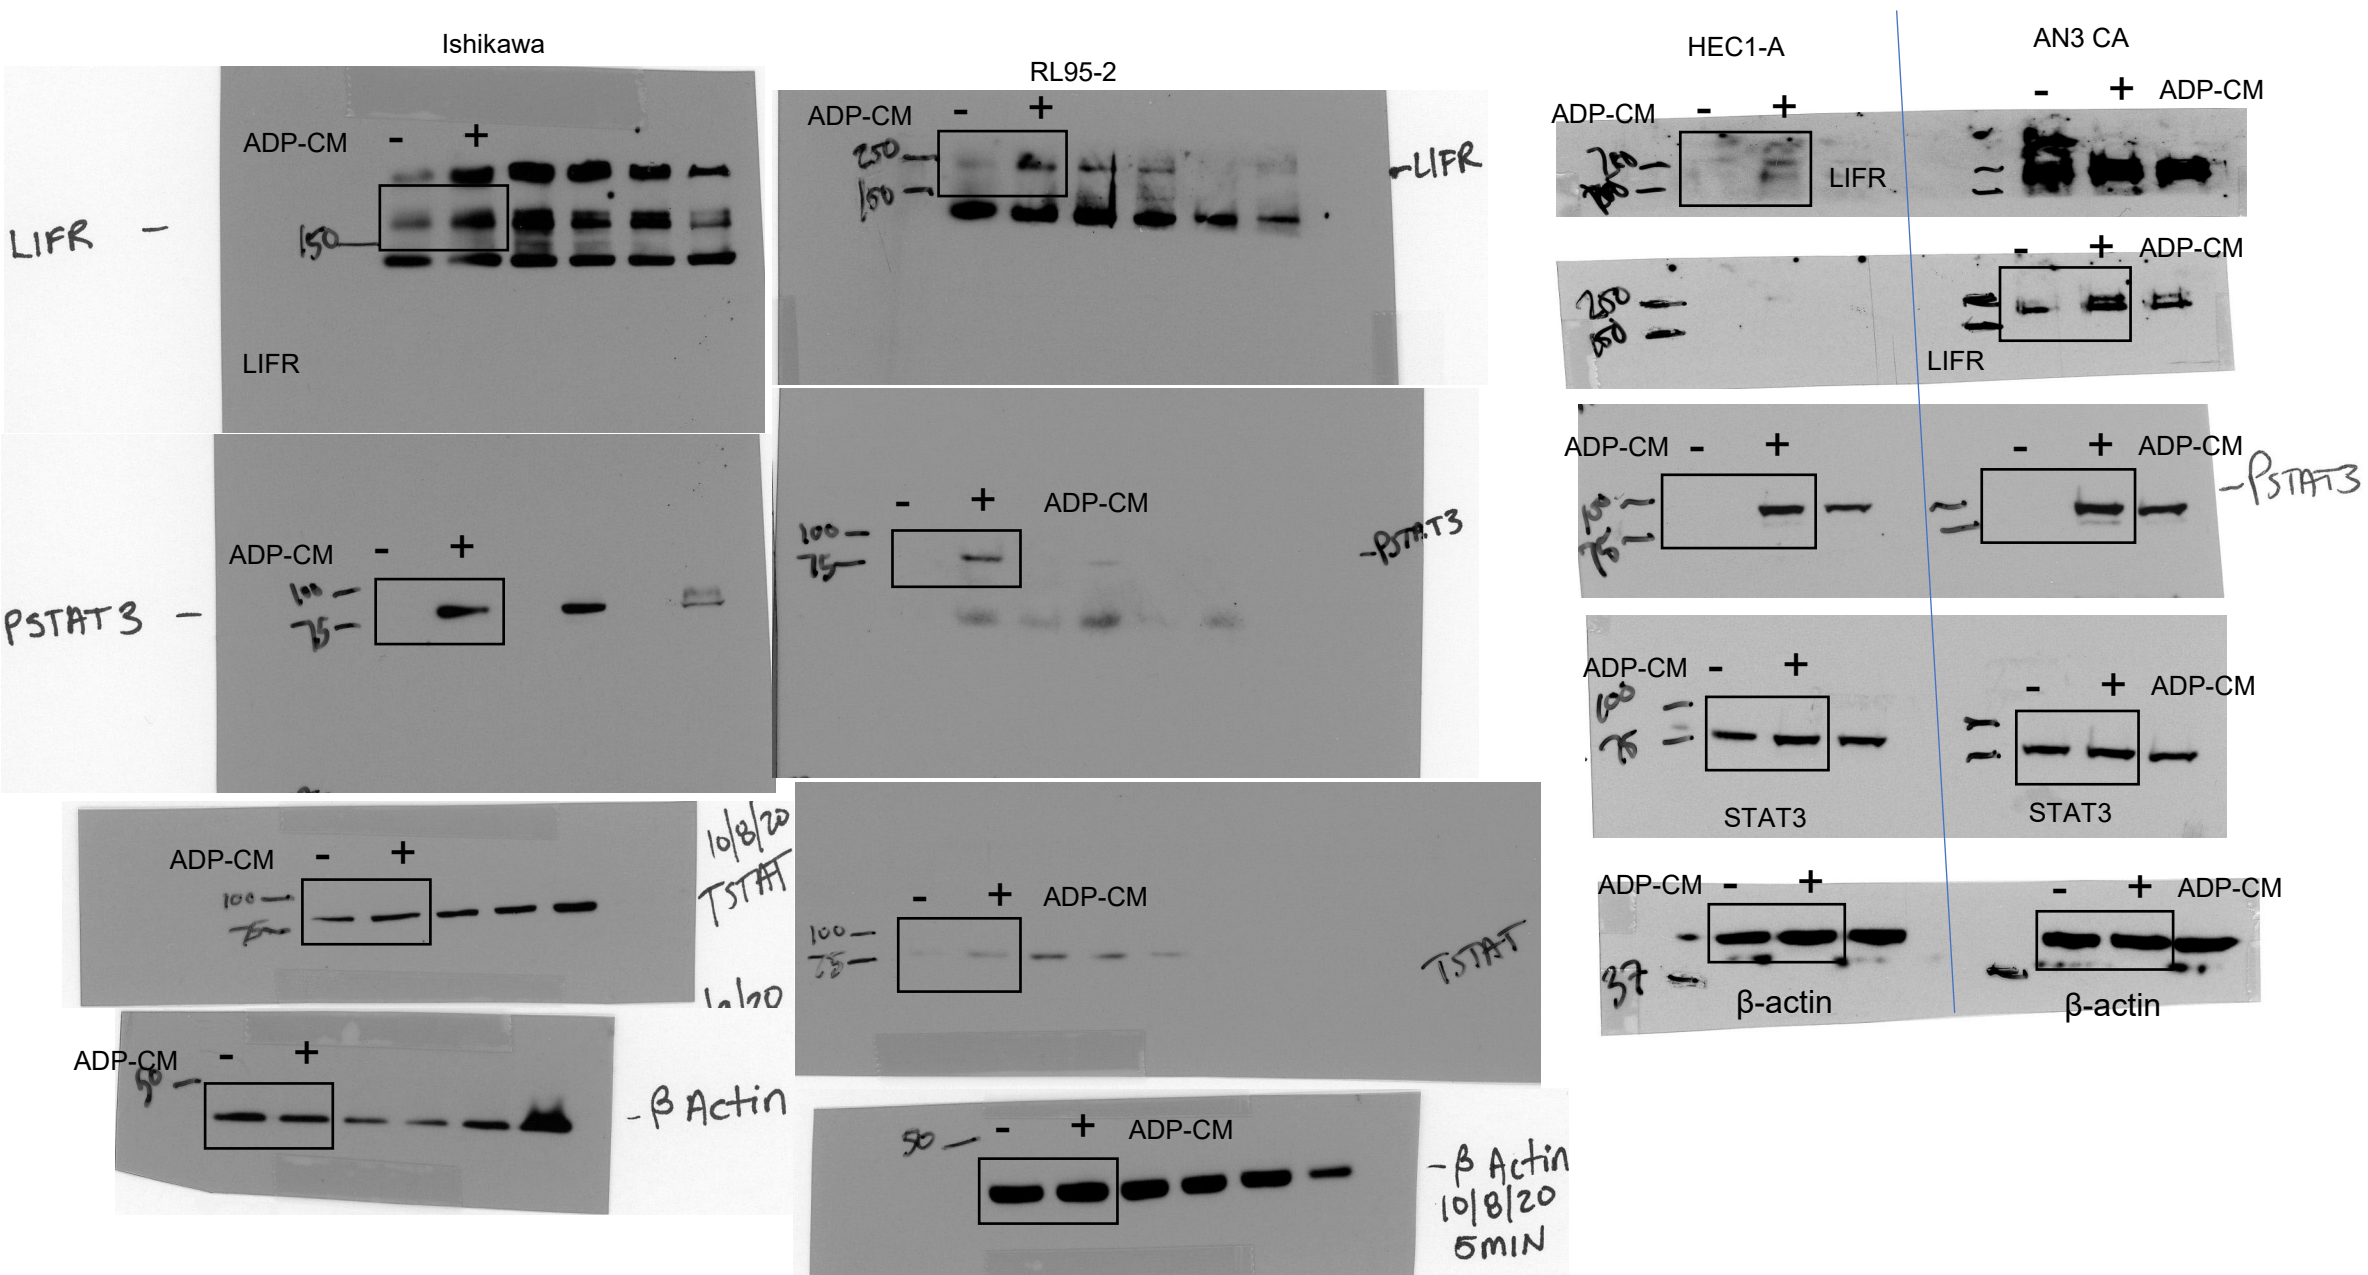 Ishikawa
ADP-CM - +
LIFR -
150
LIFR
ADP-CM - +
100
75
PSTAT3 -
ADP-CM - +
100
75
10/8/20
TSTAT
ADP-CM - +
50
- β Actin
RL95-2
ADP-CM - +
250
150
-LIFR
- + ADP-CM
100
75
-PSTAT3
- + ADP-CM
100
75
TSTAT
- + ADP-CM
50
- β Actin
10/8/20
5MIN
HEC1-A
AN3 CA
ADP-CM - +
- + ADP-CM
LIFR
- + ADP-CM
250
150
LIFR
ADP-CM - +
- + ADP-CM
100
75
-PSTAT3
ADP-CM - +
- + ADP-CM
100
75
STAT3
STAT3
ADP-CM - +
- + ADP-CM
37
β-actin
β-actin